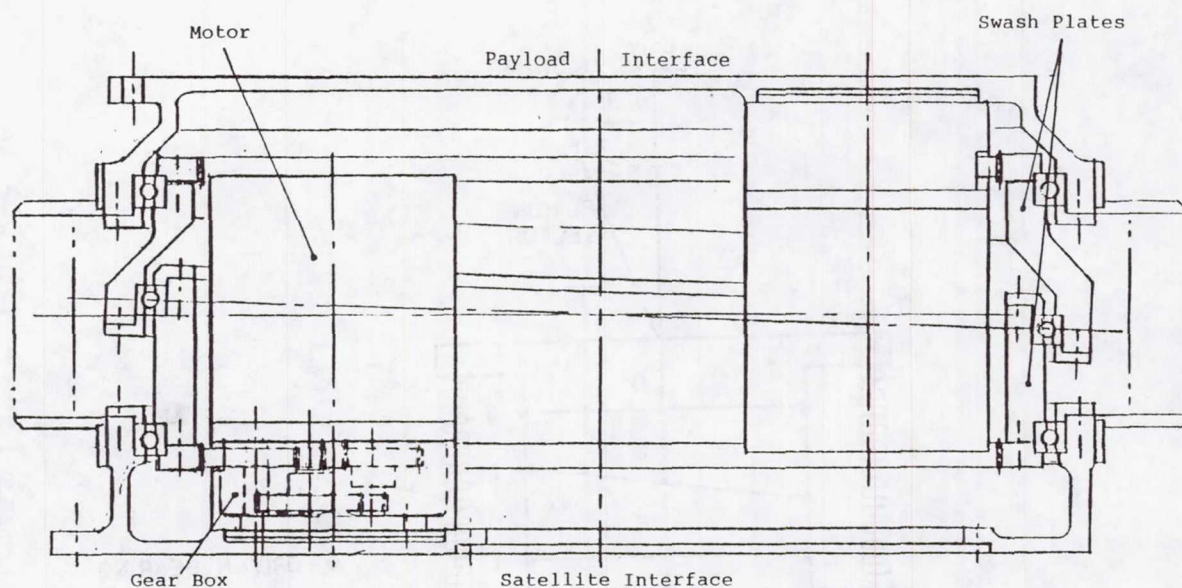 Motor
Swash Plates
Payload Interface
Gear Box
Satellite Interface